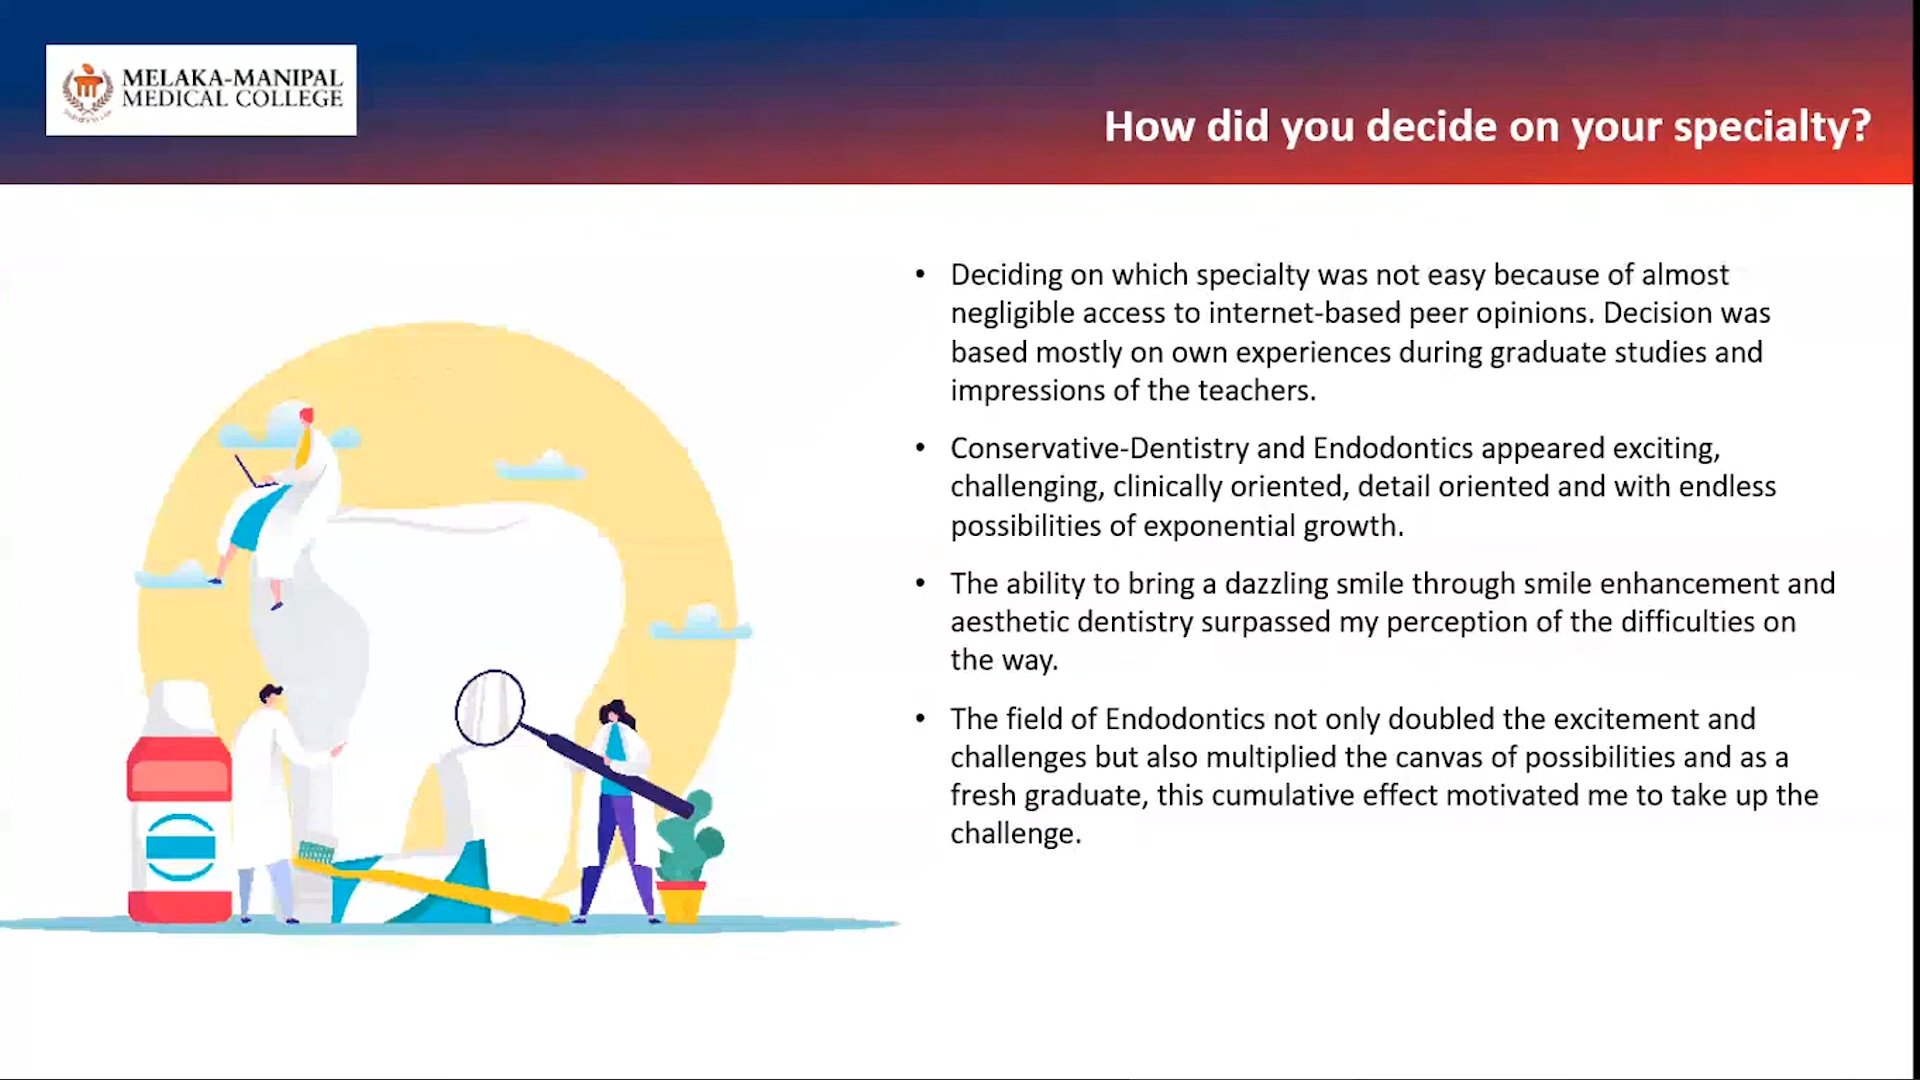 MELAKA-MANIPAL
MEDICAL COLLEGE
How did you decide on your specialty?
• Deciding on which specialty was not easy because of almost
negligible access to internet-based peer opinions. Decision was
based mostly on own experiences during graduate studies and
impressions of the teachers.
• Conservative-Dentistry and Endodontics appeared exciting,
challenging, clinically oriented, detail oriented and with endless
possibilities of exponential growth.
• The ability to bring a dazzling smile through smile enhancement and
aesthetic dentistry surpassed my perception of the difficulties on
the way.
• The field of Endodontics not only doubled the excitement and
challenges but also multiplied the canvas of possibilities and as a
fresh graduate, this cumulative effect motivated me to take up the
challenge.